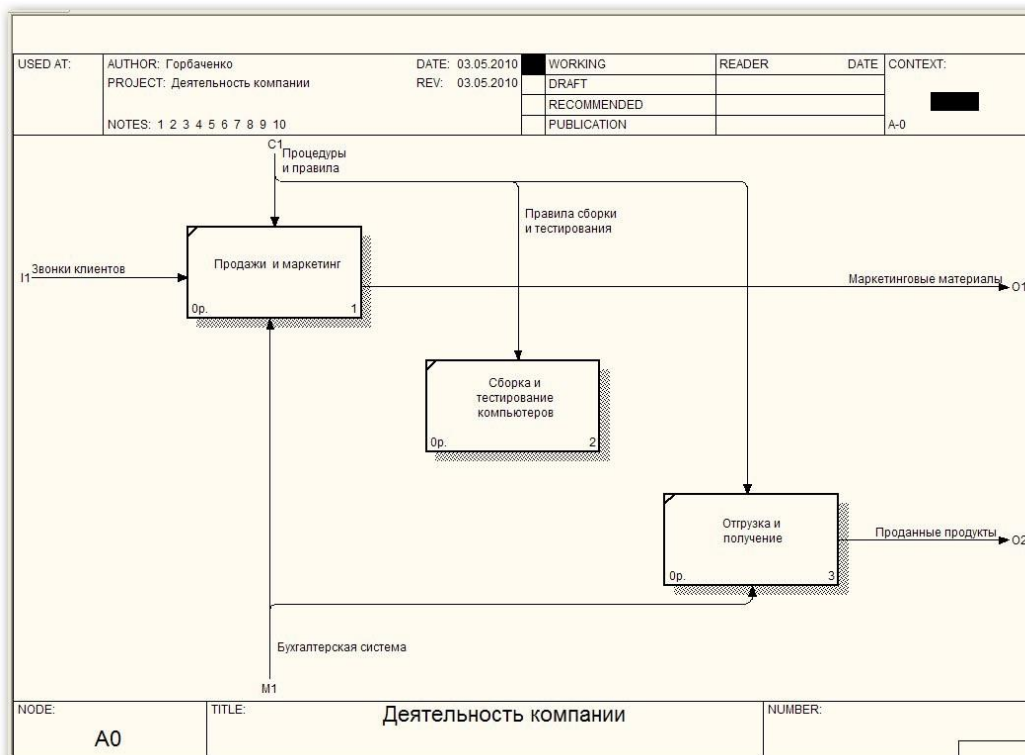 USED AT:
AUTHOR: Горбаченко
DATE: 03.05.2010
WORKING
READER
DATE
CONTEXT:
PROJECT: Деятельность компании
REV: 03.05.2010
DRAFT
RECOMMENDED
NOTES: 1 2 3 4 5 6 7 8 9 10
PUBLICATION
A-0
C1
Процедуры
и правила
Правила сборки
и тестирования
I1
Звонки клиентов
Продажи и маркетинг
0р.
1
Маркетинговые материалы
O1
Сборка и
тестирование
компьютеров
0р.
2
Отгрузка и
получение
0р.
3
Проданные продукты
O2
Бухгалтерская система
M1
NODE:
A0
TITLE:
Деятельность компании
NUMBER: